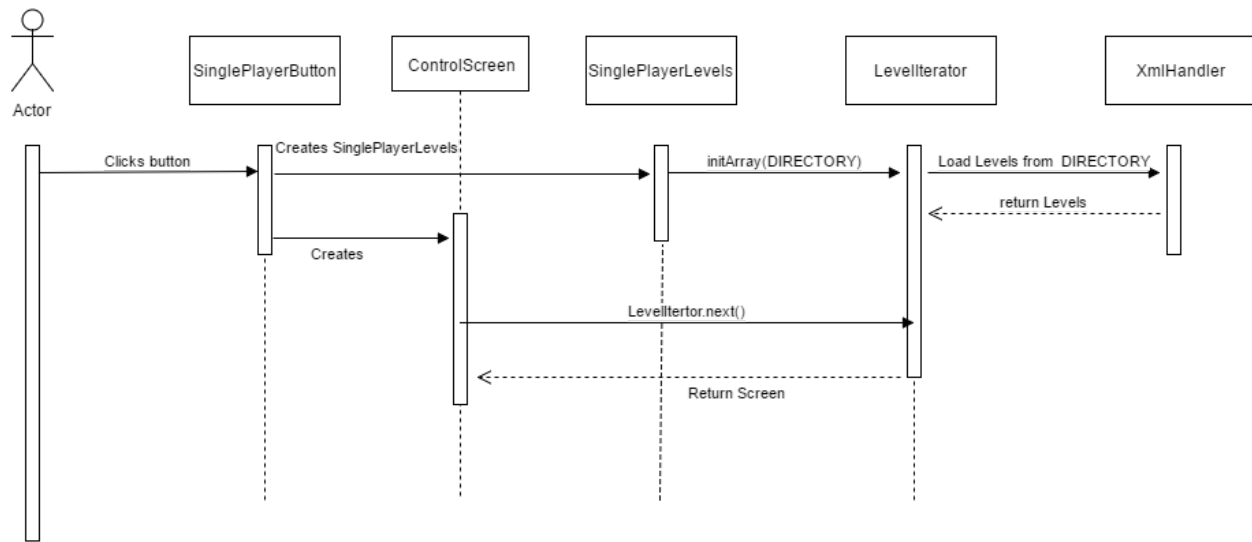 Actor
SinglePlayerButton
ControlScreen
SinglePlayerLevels
LevelIterator
XmlHandler
Clicks button
Creates SinglePlayerLevels
initArray(DIRECTORY)
Load Levels from DIRECTORY
return Levels
Creates
LevelItertor.next()
Return Screen